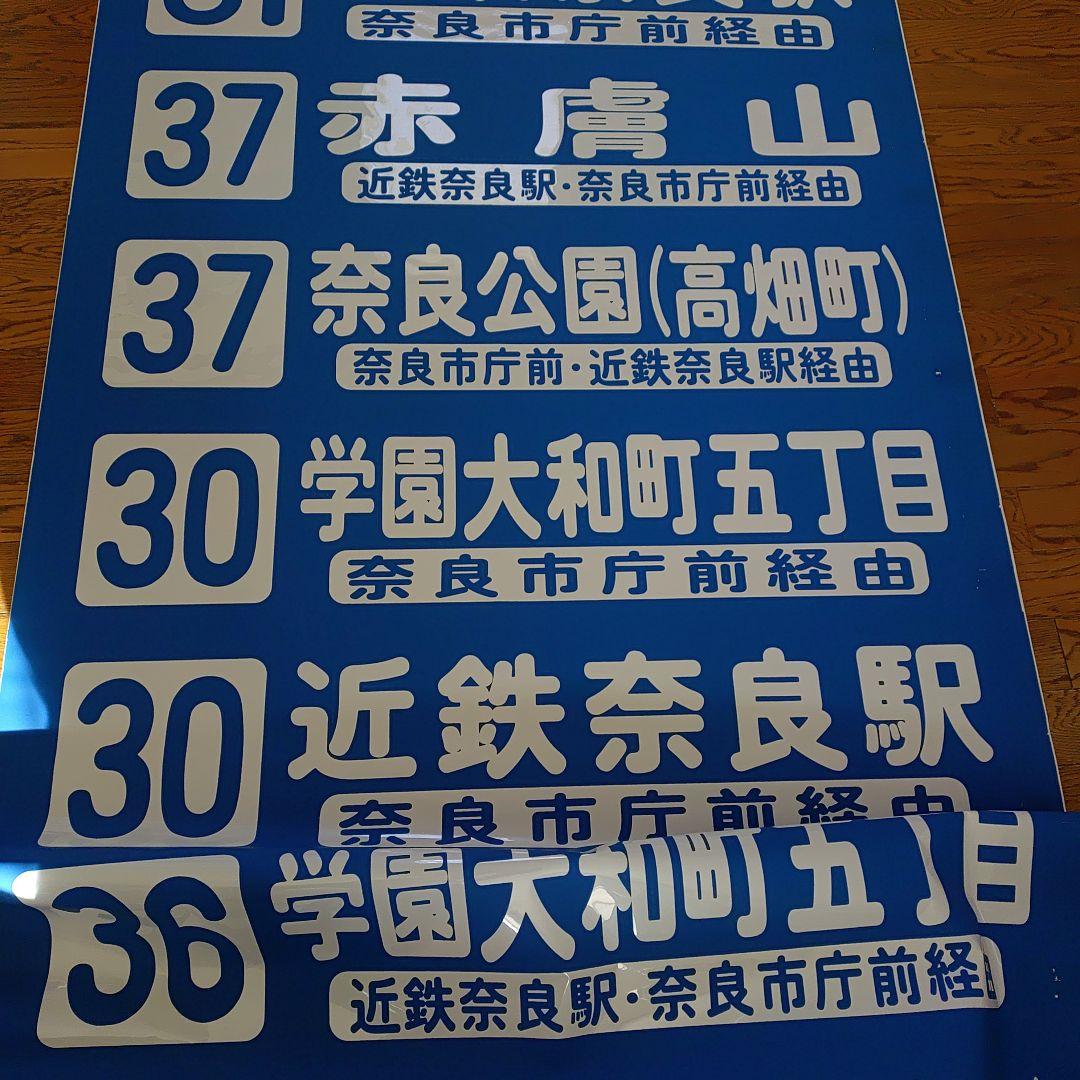 31
奈良市庁前経由
37 赤膚山
近鉄奈良駅・奈良市庁前経由
37 奈良公園(高畑町)
奈良市庁前・近鉄奈良駅経由
30 学園大和町五丁目
奈良市庁前経由
30 近鉄奈良駅
奈良市庁前経由
36 学園大和町五丁目
近鉄奈良駅・奈良市庁前経